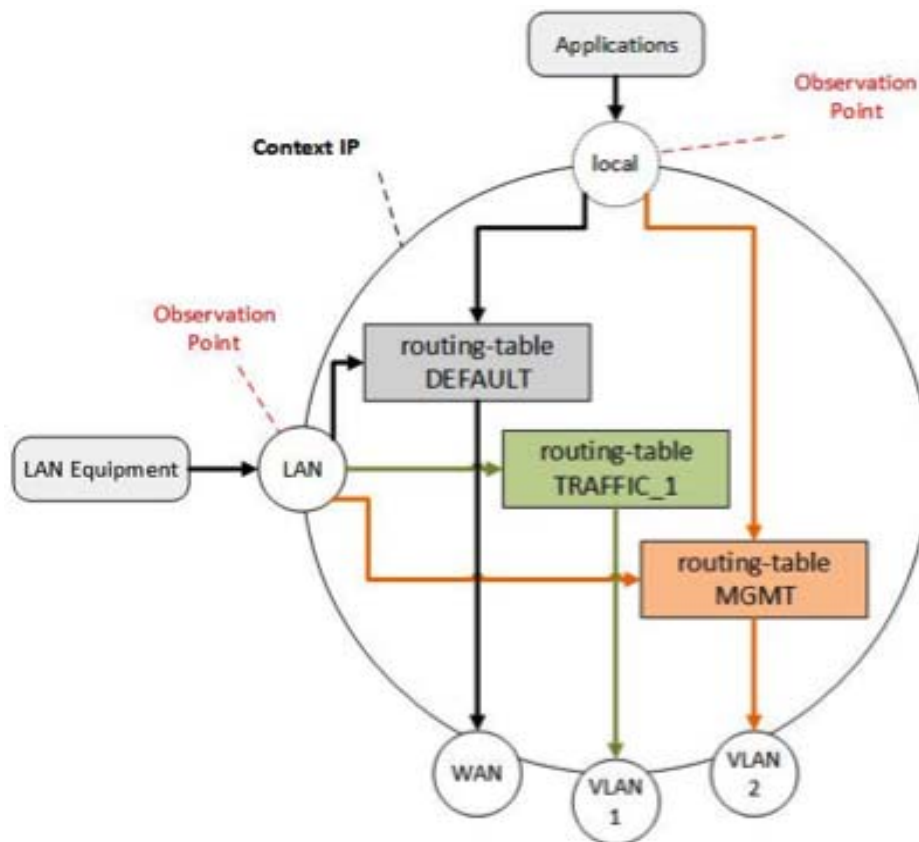 Applications
Observation
Point
Context IP
local
Observation
Point
routing-table
DEFAULT
LAN Equipment
LAN
routing-table
TRAFFIC_1
routing-table
MGMT
WAN
VLAN
1
VLAN
2